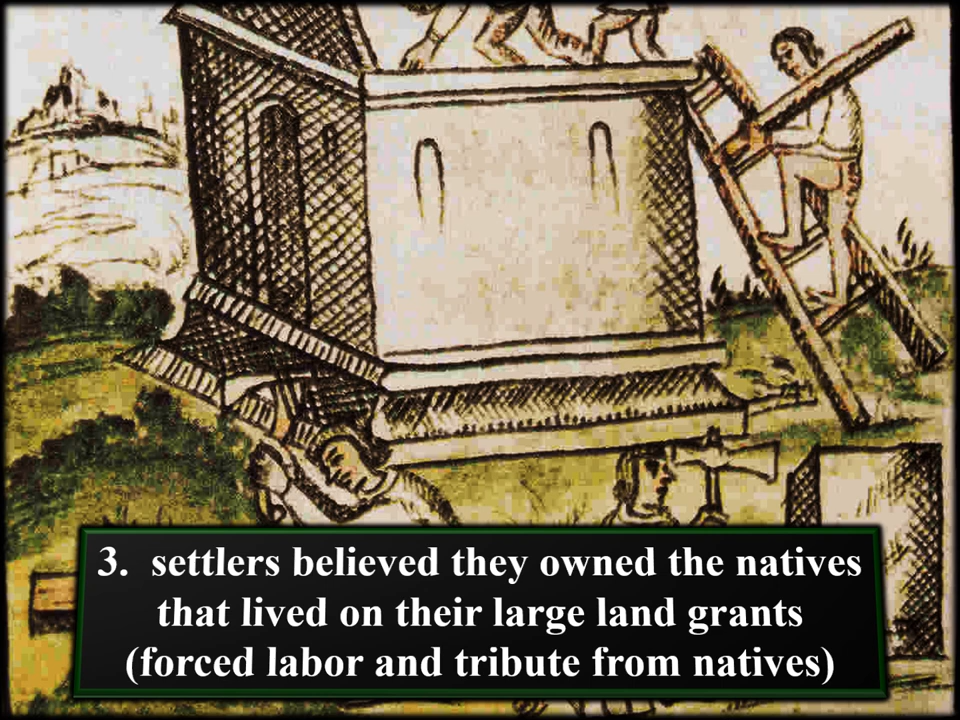 3. settlers believed they owned the natives
that lived on their large land grants
(forced labor and tribute from natives)